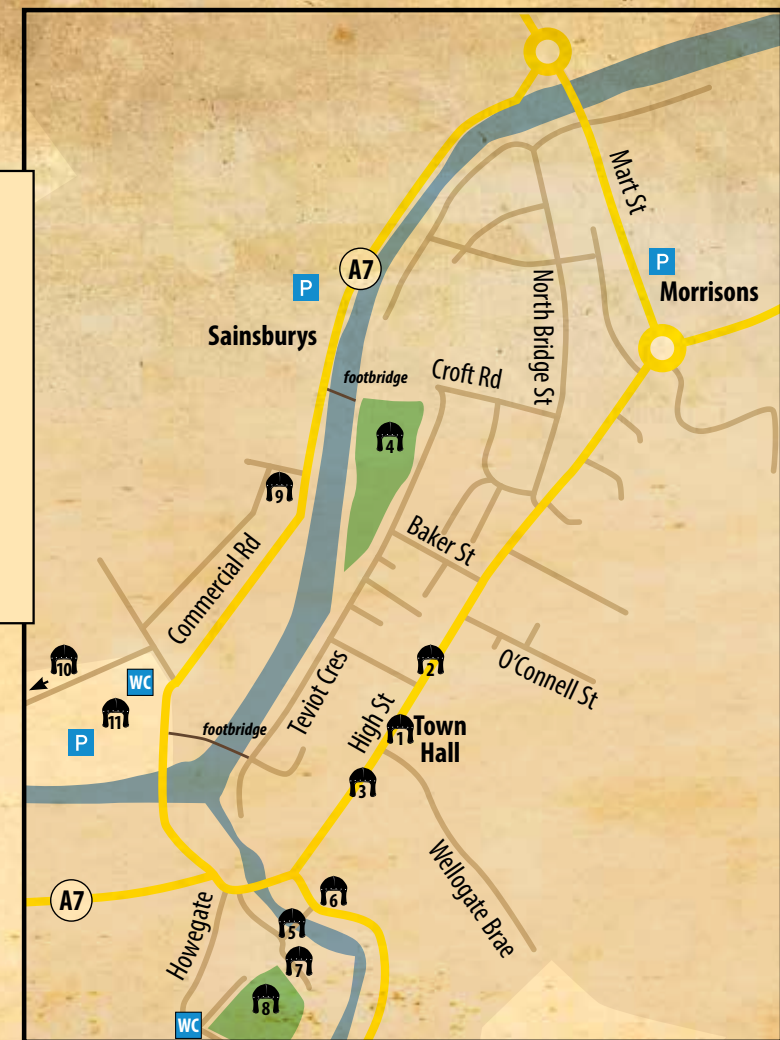 Mart St
A7
P
P
Morrisons
Sainsburys
North Bridge St
footbridge
Croft Rd
4
9
Baker St
Commercial Rd
10
WC
2
O'Connell St
Teviot Cres
11
High St
1
Town
Hall
P
footbridge
3
Wellogate Brae
A7
6
Howegate
5
7
8
WC